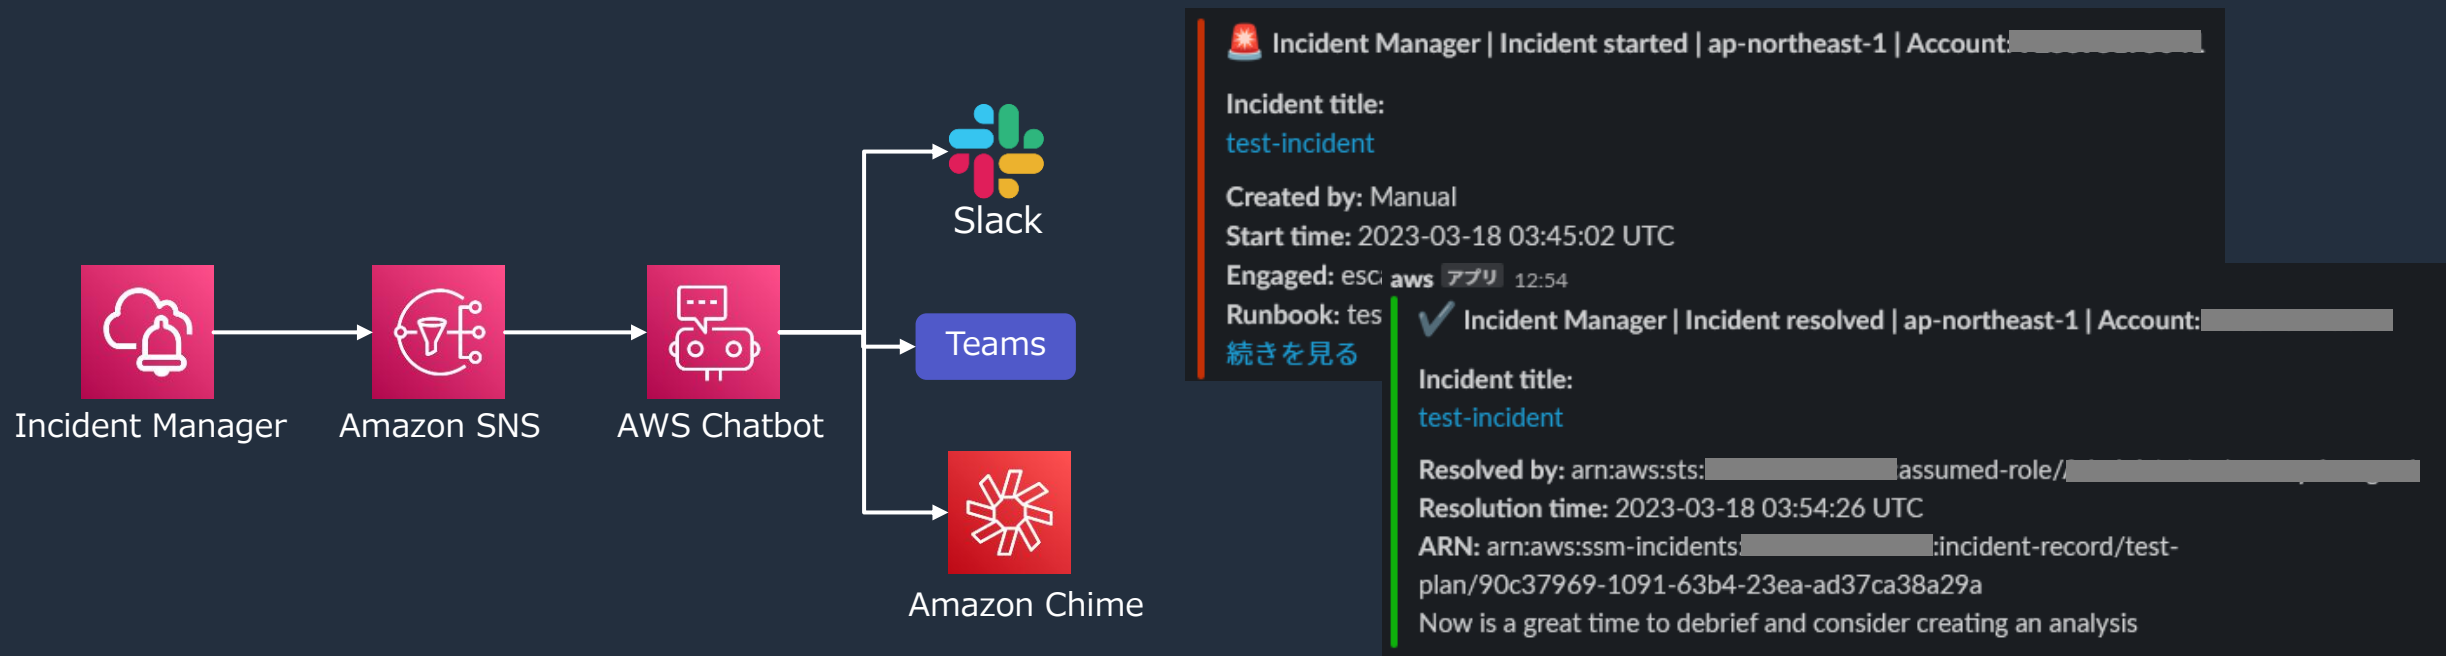 Incident Manager
Amazon SNS
AWS Chatbot
Slack
Teams
Amazon Chime
Incident Manager | Incident started | ap-northeast-1 | Account:
Incident title:
test-incident
Created by: Manual
Start time: 2023-03-18 03:45:02 UTC
Engaged: esc
Runbook: tes
続きを見る
aws アプリ 12:54
Incident Manager | Incident resolved | ap-northeast-1 | Account:
Incident title:
test-incident
Resolved by: arn:aws:sts: assumed-role/
Resolution time: 2023-03-18 03:54:26 UTC
ARN: arn:aws:ssm-incidents: :incident-record/test-
plan/90c37969-1091-63b4-23ea-ad37ca38a29a
Now is a great time to debrief and consider creating an analysis